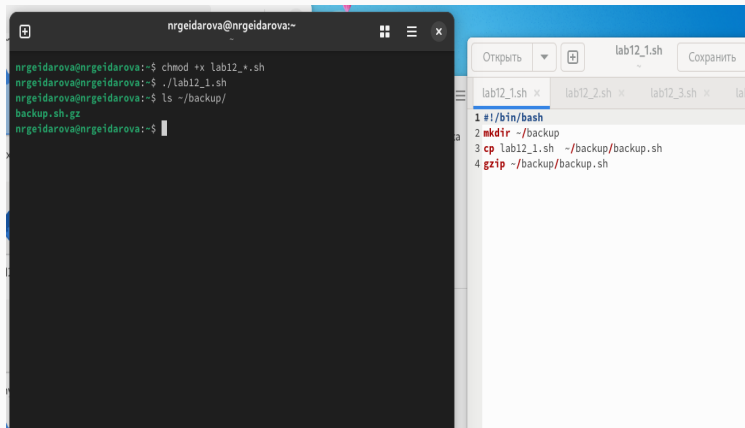 nrgeidarova@nrgeidarova:~
~
nrgeidarova@nrgeidarova:~$ chmod +x lab12_*.sh
nrgeidarova@nrgeidarova:~$ ./lab12_1.sh
nrgeidarova@nrgeidarova:~$ ls ~/backup/
backup.sh.gz
nrgeidarova@nrgeidarova:~$
Открыть
lab12_1.sh
~
Сохранить
lab12_1.sh × lab12_2.sh × lab12_3.sh × la
1 #!/bin/bash
2 mkdir ~/backup
3 cp lab12_1.sh ~/backup/backup.sh
4 gzip ~/backup/backup.sh